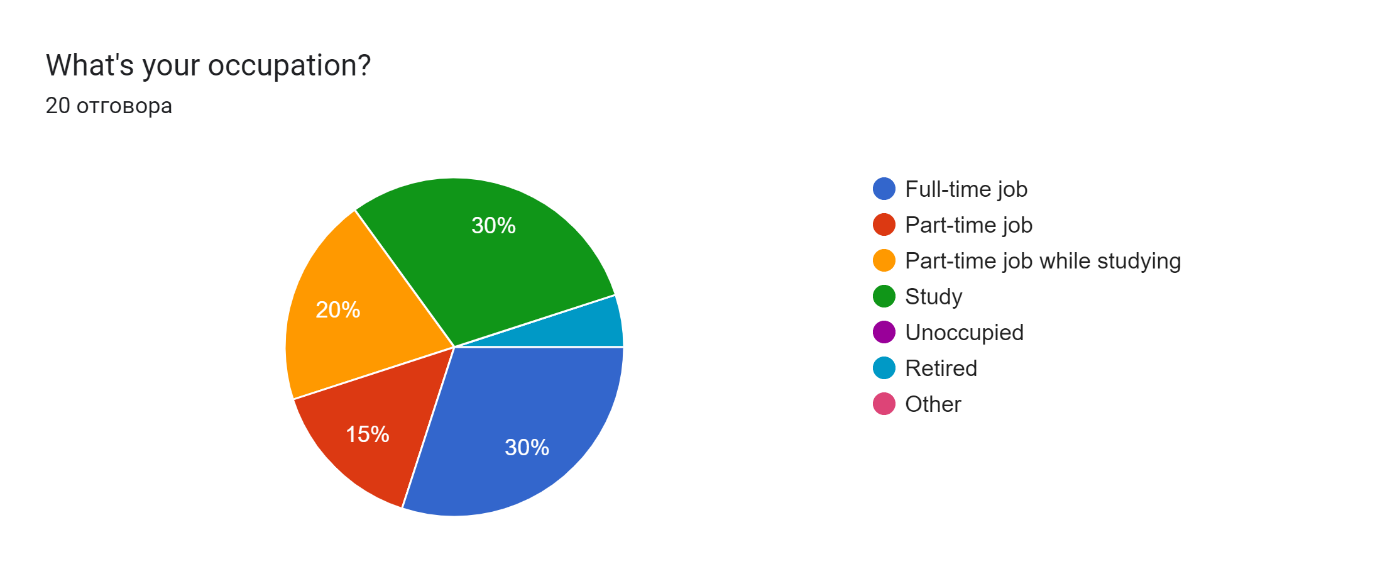 What's your occupation?
20 отговора
30%
20%
15%
30%
Full-time job
Part-time job
Part-time job while studying
Study
Unoccupied
Retired
Other